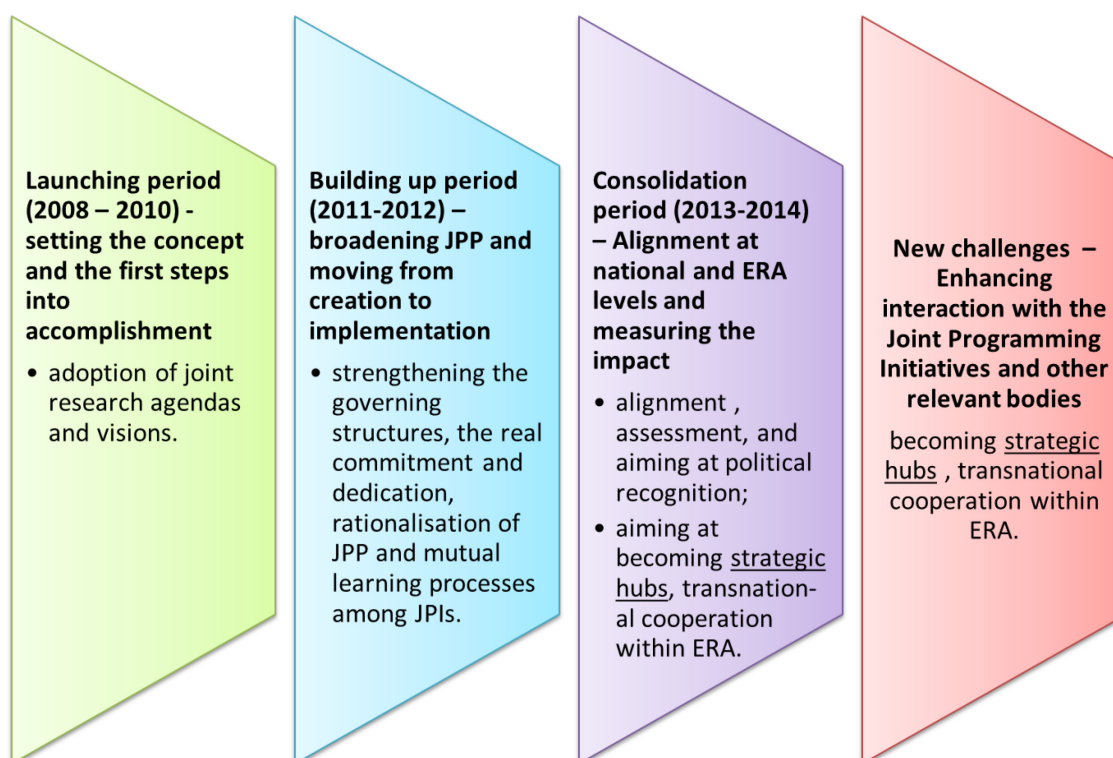 Launching period
(2008 – 2010) -
setting the concept
and the first steps
into
accomplishment
• adoption of joint
research agendas
and visions.
Building up period
(2011-2012) –
broadening JPP and
moving from
creation to
implementation
• strengthening the
governing
structures, the real
commitment and
dedication,
rationalisation of
JPP and mutual
learning processes
among JPIs.
Consolidation
period (2013-2014)
– Alignment at
national and ERA
levels and
measuring the
impact
• alignment ,
assessment, and
aiming at political
recognition;
• aiming at
becoming strategic
hubs, transnation-
al cooperation
within ERA.
New challenges –
Enhancing
interaction with the
Joint Programming
Initiatives and other
relevant bodies
becoming strategic
hubs , transnational
cooperation within
ERA.